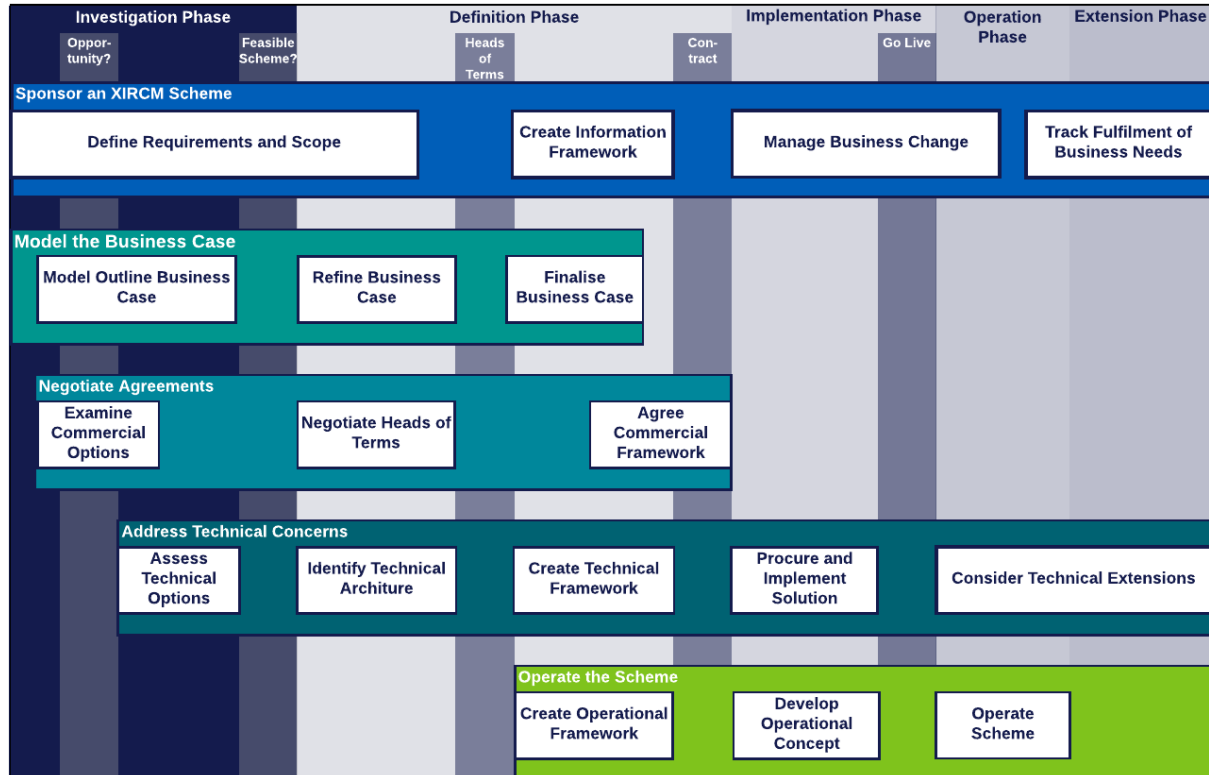 Investigation Phase
Definition Phase
Implementation Phase
Operation
Phase
Extension Phase
Oppor-
tunity?
Feasible
Scheme?
Heads
of
Terms
Con-
tract
Go Live
Sponsor an XIRCM Scheme
Define Requirements and Scope
Create Information
Framework
Manage Business Change
Track Fulfilment of
Business Needs
Model the Business Case
Model Outline Business
Case
Refine Business
Case
Finalise
Business Case
Negotiate Agreements
Examine
Commercial
Options
Negotiate Heads of
Terms
Agree
Commercial
Framework
Address Technical Concerns
Assess
Technical
Options
Identify Technical
Architure
Create Technical
Framework
Procure and
Implement
Solution
Consider Technical Extensions
Operate the Scheme
Create Operational
Framework
Develop
Operational
Concept
Operate
Scheme